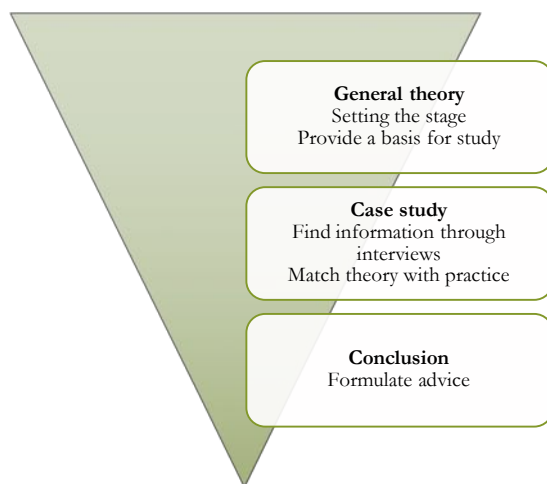 General theory
Setting the stage
Provide a basis for study
Case study
Find information through
interviews
Match theory with practice
Conclusion
Formulate advice